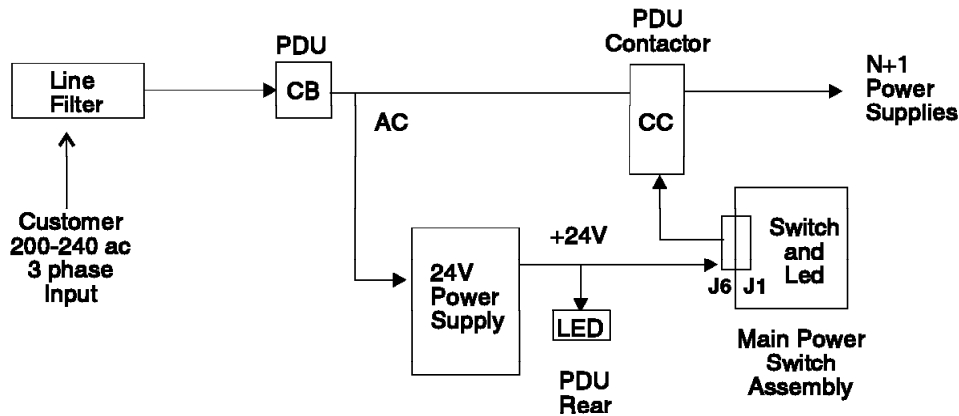 PDU
Contactor
PDU
N+1
Power
Supplies
Line
Filter
CB
AC
CC
Customer
200-240 ac
3 phase
Input
+24V
24V
Power
Supply
LED
PDU
Rear
J6 J1
Switch
and
Led
Main Power
Switch
Assembly